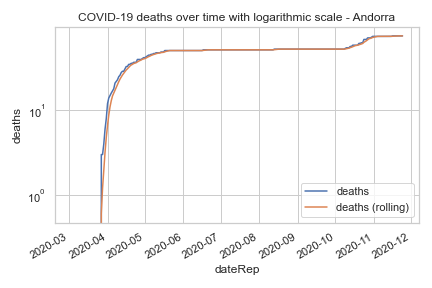 COVID-19 deaths over time with logarithmic scale - Andorra
deaths
10¹
10⁰
deaths
deaths (rolling)
2020-03
2020-04
2020-05
2020-06
2020-07
2020-08
2020-09
2020-10
2020-11
2020-12
dateRep